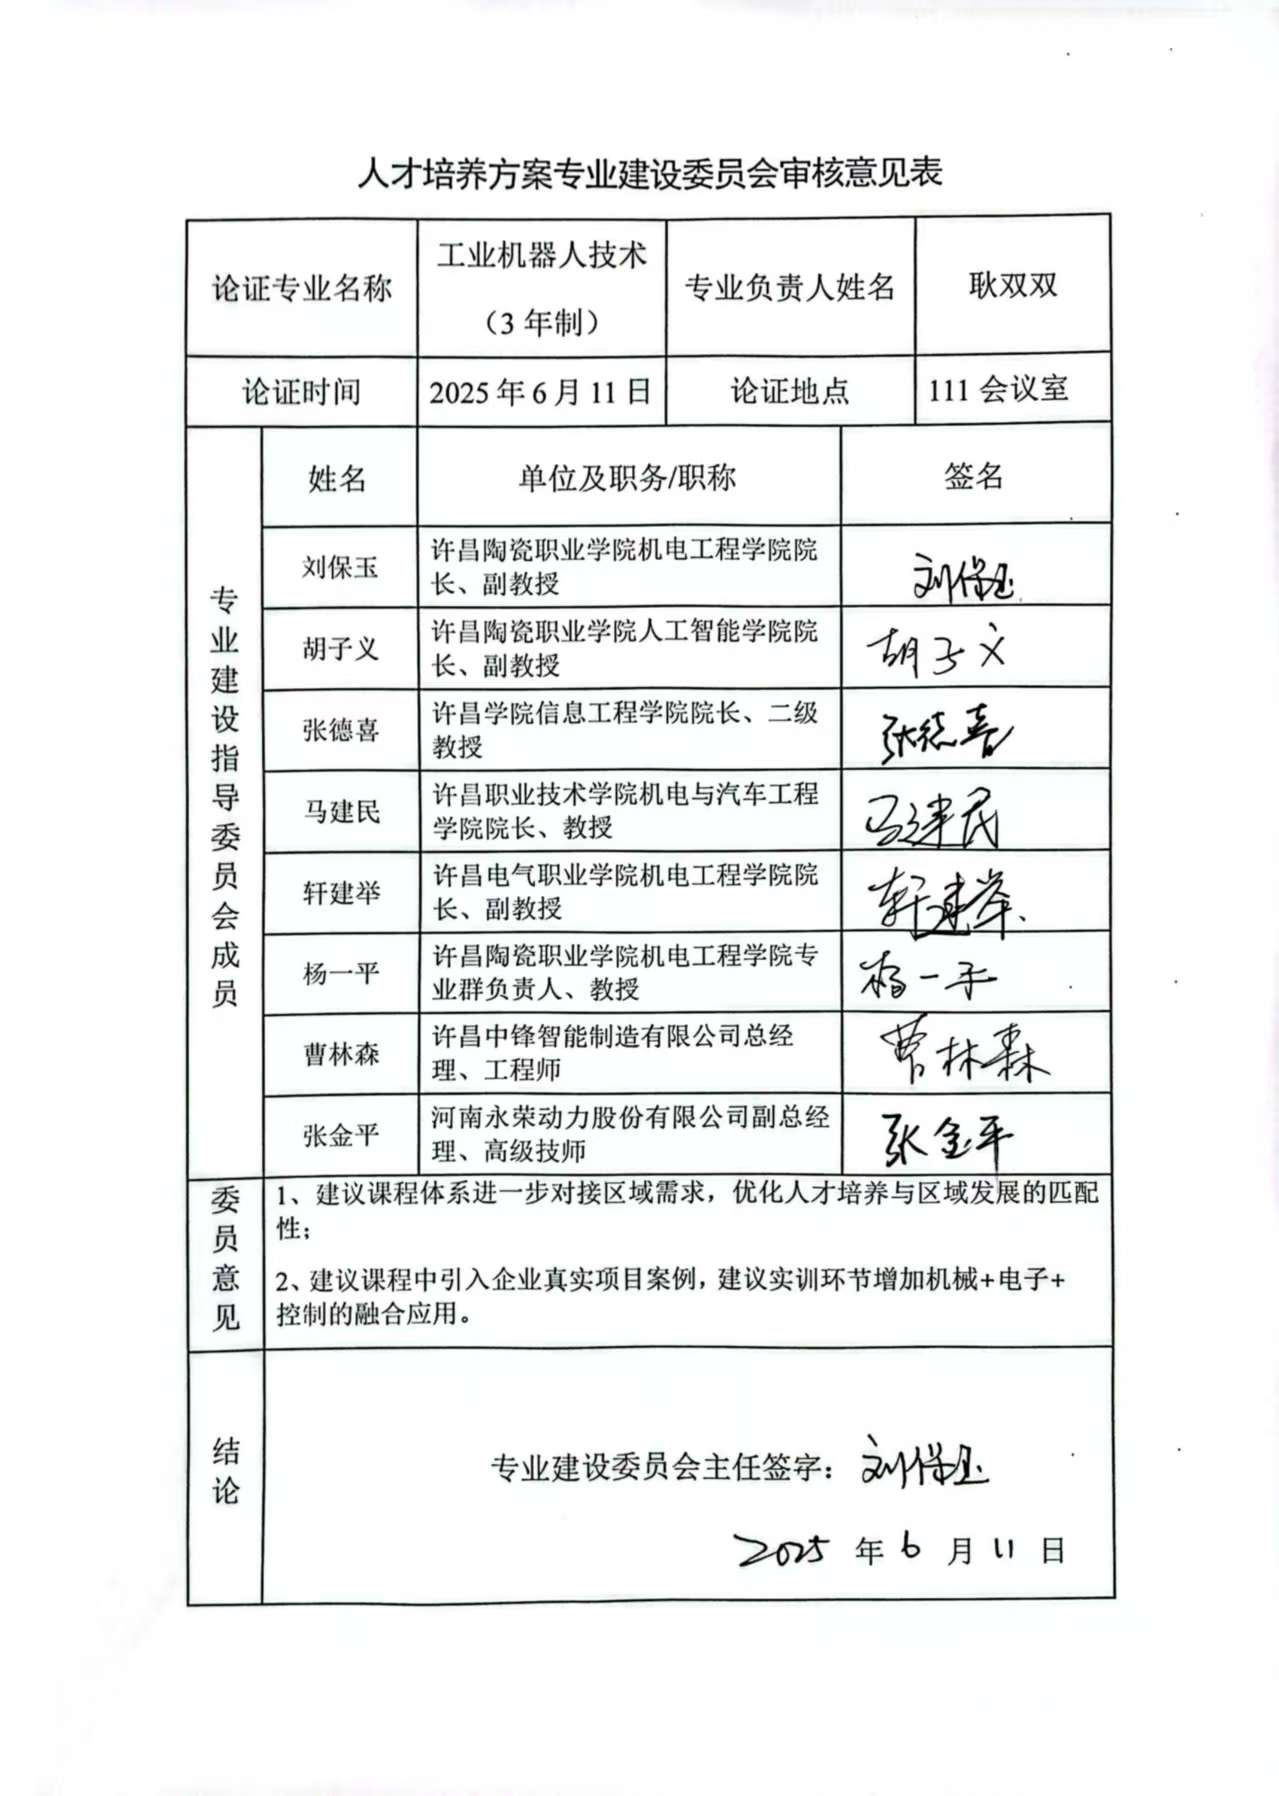 人才培养方案专业建设委员会审核意见表
论证专业名称
工业机器人技术
（3 年制）
专业负责人姓名
耿双双
论证时间
2025 年 6 月 11 日
论证地点
111 会议室
专业建设指导委员会成员
姓名
单位及职务/职称
签名
刘保玉
许昌陶瓷职业学院机电工程学院院
长、副教授
刘保玉
胡子义
许昌陶瓷职业学院人工智能学院院
长、副教授
胡子义
张德喜
许昌学院信息工程学院院长、二级
教授
张德喜
马建民
许昌职业技术学院机电与汽车工程
学院院长、教授
马建民
轩建举
许昌电气职业学院机电工程学院院
长、副教授
轩建举
杨一平
许昌陶瓷职业学院机电工程学院专
业群负责人、教授
杨一平
曹林森
许昌中锋智能制造有限公司总经
理、工程师
曹林森
张金平
河南永荣动力股份有限公司副总经
理、高级技师
张金平
委员意见
1、建议课程体系进一步对接区域需求，优化人才培养与区域发展的匹配
性；
2、建议课程中引入企业真实项目案例，建议实训环节增加机械+电子+
控制的融合应用。
结论
专业建设委员会主任签字：刘保玉
2025 年 6 月 11 日